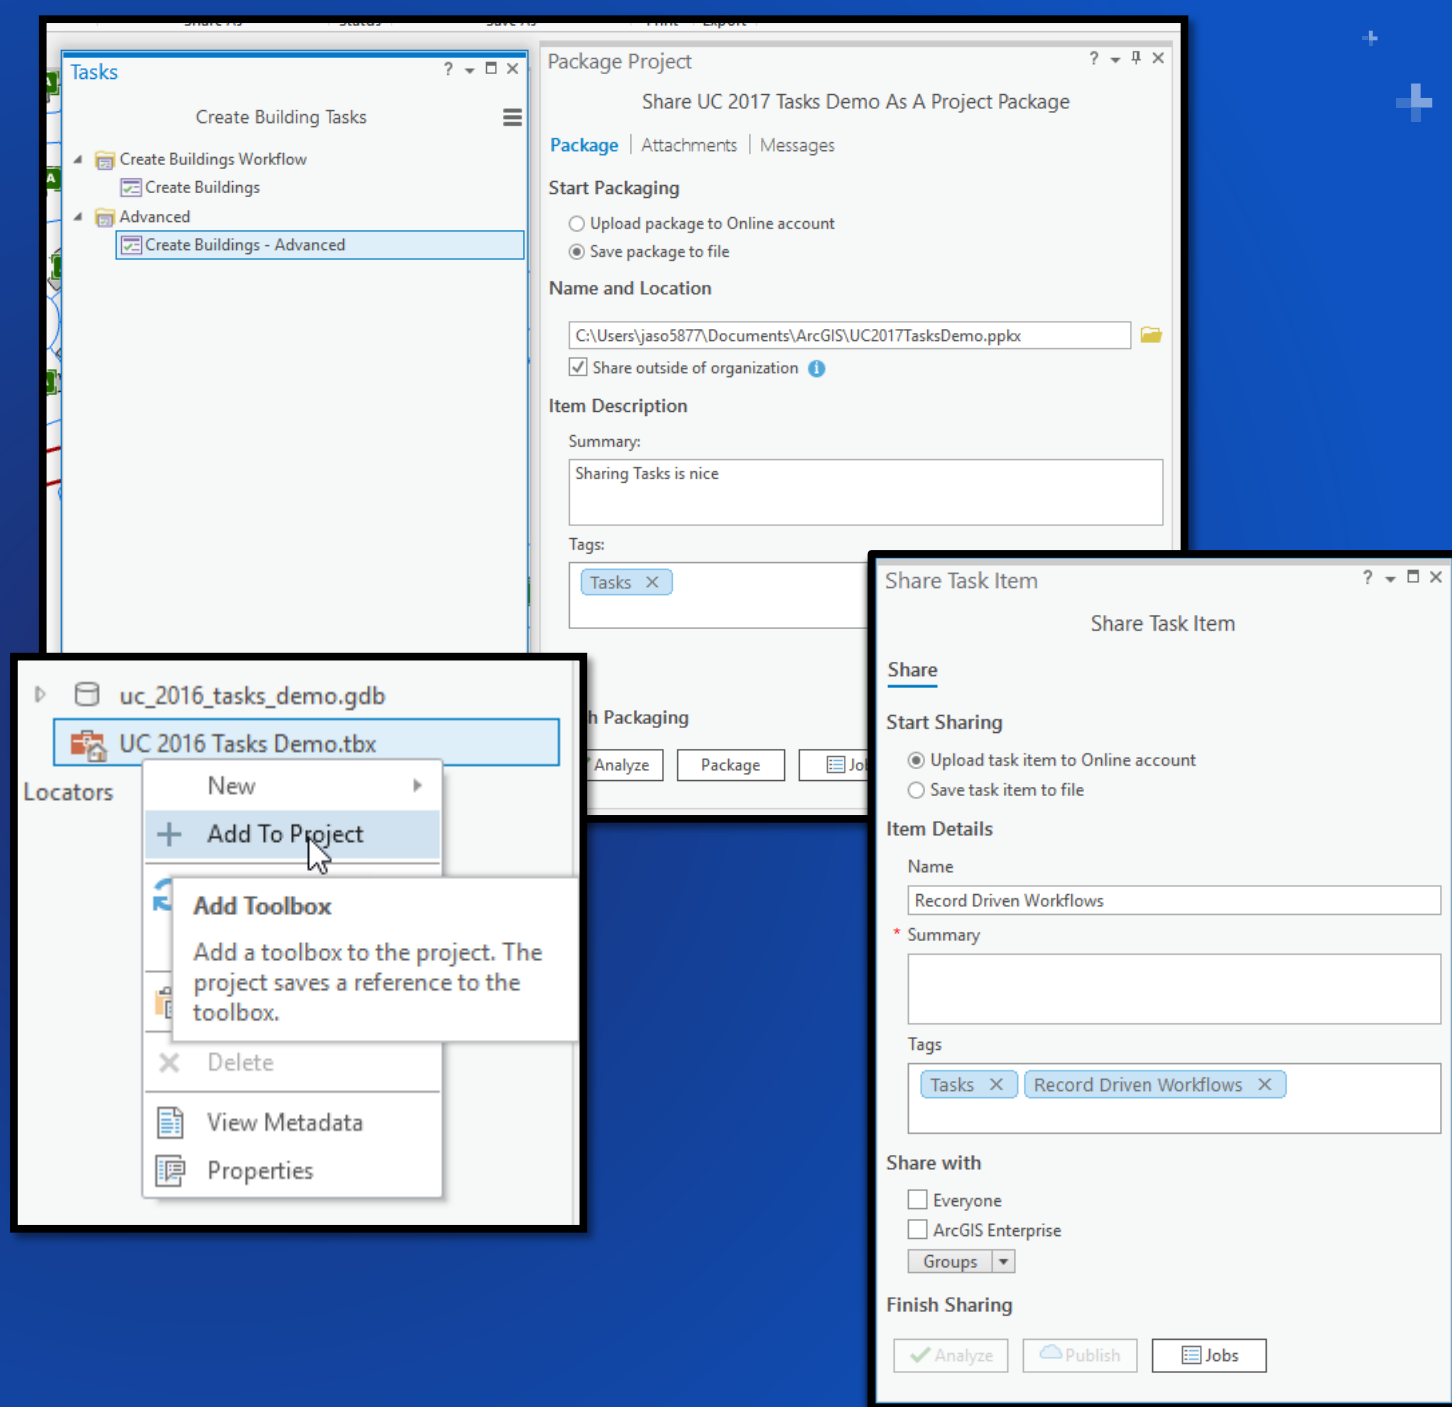 Tasks
Create Building Tasks
Create Buildings Workflow
Create Buildings
Advanced
Create Buildings - Advanced
Package Project
Share UC 2017 Tasks Demo As A Project Package
Package | Attachments | Messages
Start Packaging
Upload package to Online account
Save package to file
Name and Location
C:\Users\jaso5877\Documents\ArcGIS\UC2017TasksDemo.ppkx
Share outside of organization
Item Description
Summary:
Sharing Tasks is nice
Tags:
Tasks
Packaging
Analyze Package
uc_2016_tasks_demo.gdb
UC 2016 Tasks Demo.tbx
Locators
New
Add To Project
Add Toolbox
Add a toolbox to the project. The
project saves a reference to the
toolbox.
Delete
View Metadata
Properties
Share Task Item
Share Task Item
Share
Start Sharing
Upload task item to Online account
Save task item to file
Item Details
Name
Record Driven Workflows
* Summary
Tags
Tasks Record Driven Workflows
Share with
Everyone
ArcGIS Enterprise
Groups
Finish Sharing
Analyze Publish Jobs